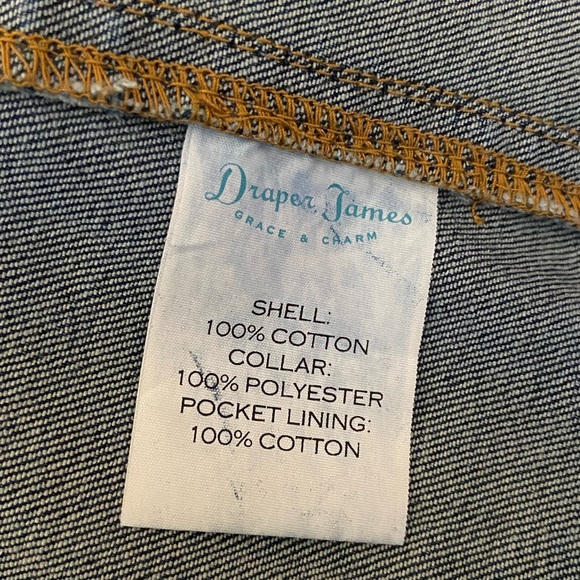 Draper James
GRACE & CHARM
SHELL:
100% COTTON
COLLAR:
100% POLYESTER
POCKET LINING:
100% COTTON